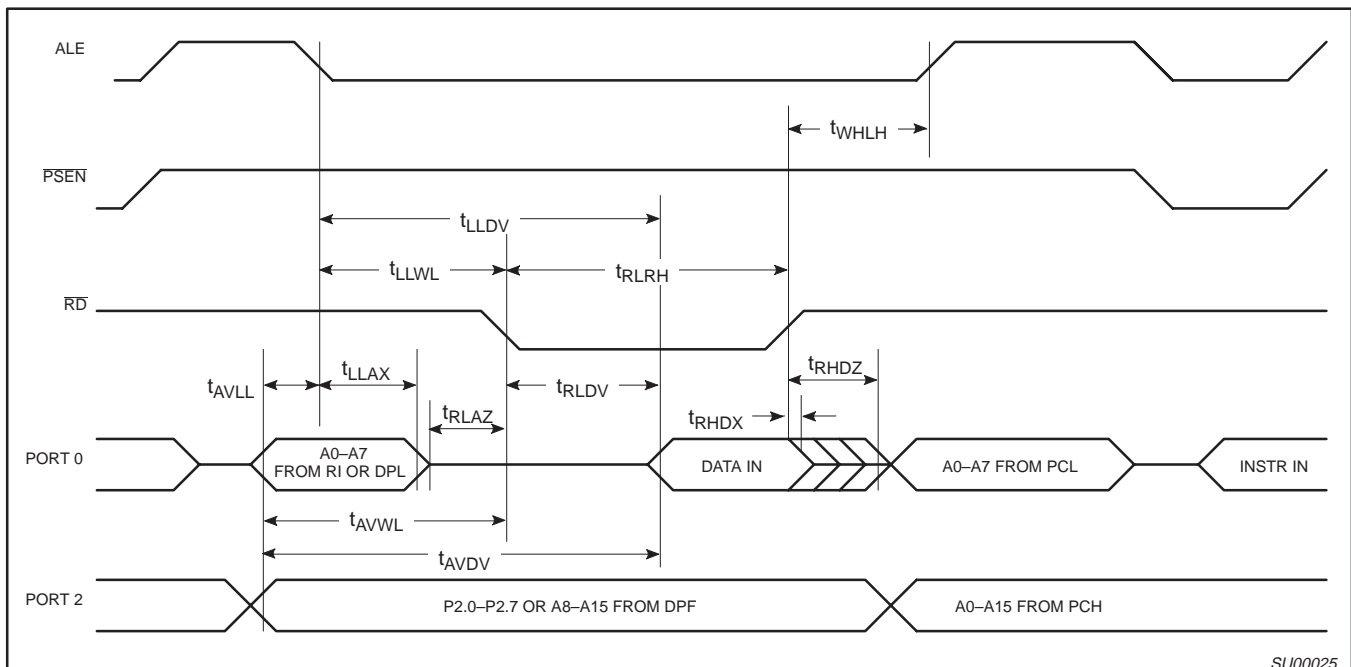 ALE
tWHLH
PSEN
tLLDV
tLLWL
tRLRH
RD
tAVLL
tLLAX
tRLDV
tRHDZ
tRLAZ
tRHDX
PORT 0
A0–A7
FROM RI OR DPL
DATA IN
A0–A7 FROM PCL
INSTR IN
tAVWL
tAVDV
PORT 2
P2.0–P2.7 OR A8–A15 FROM DPF
A0–A15 FROM PCH
SU00025